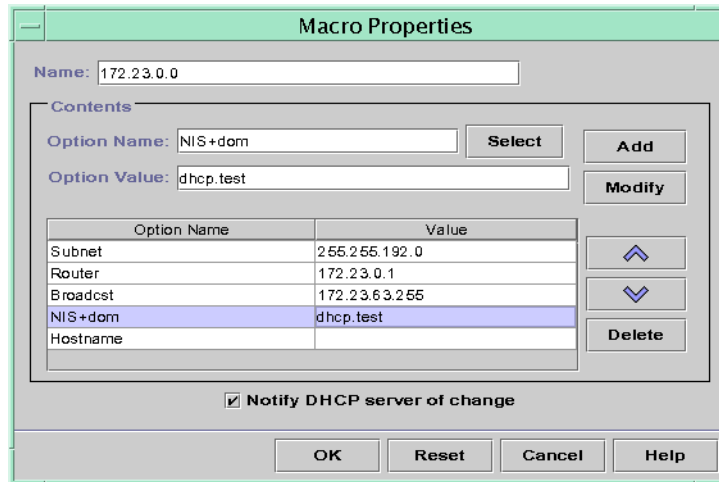 Macro Properties
Name: 172.23.0.0
Contents
Option Name: NIS+dom Select Add
Option Value: dhcp.test Modify
Option Name Value
Subnet 255.255.192.0
Router 172.23.0.1
Broadcst 172.23.63.255
NIS+dom dhcp.test
Hostname Delete
Notify DHCP server of change
OK Reset Cancel Help